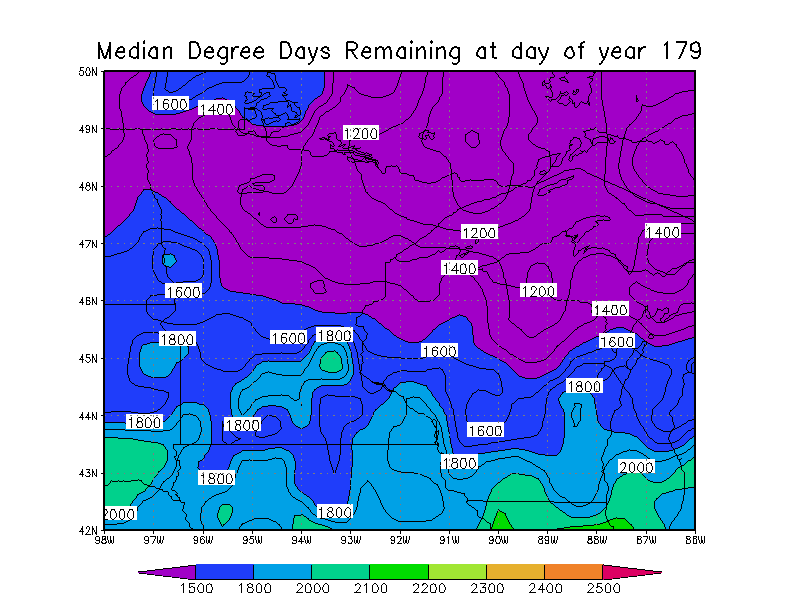 Median Degree Days Remaining at day of year 179
50N
1600 1400
49N
1200
48N
1200
47N
1400
1400
1600 1200
46N
1400
1800 1600 1800 1600
1600
45N
1800
44N
1800 1800 1600
1800 2000
43N
1800
2000 1800
42N
98W 97W 96W 95W 94W 93W 92W 91W 90W 89W 88W 87W 86W
1500 1800 2000 2100 2200 2300 2400 2500